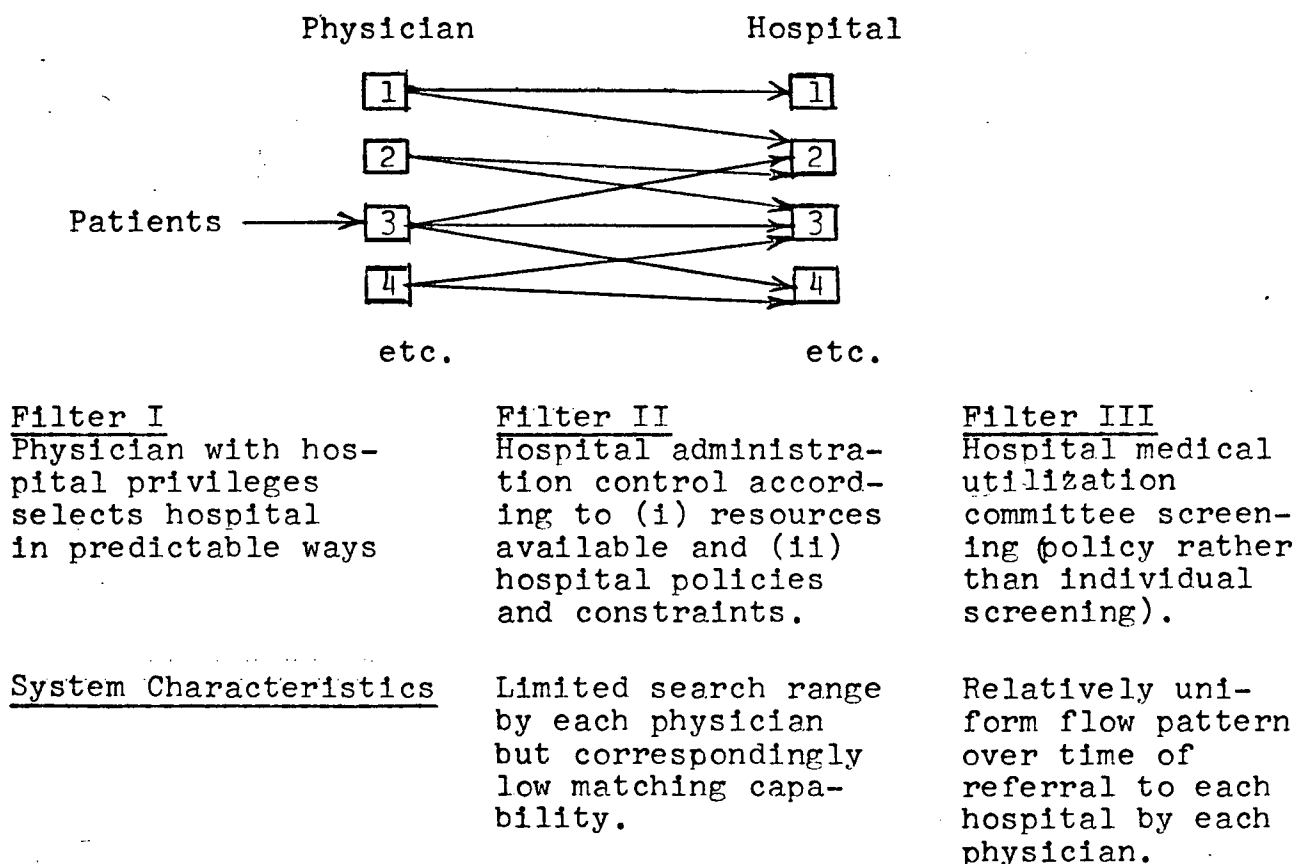 Physician Hospital
1 1
2 2
Patients 3 3
4 4
etc. etc.
Filter I
Physician with hos-
pital privileges
selects hospital
in predictable ways
Filter II
Hospital administra-
tion control accord-
ing to (i) resources
available and (ii)
hospital policies
and constraints.
Filter III
Hospital medical
utilization
committee screen-
ing (policy rather
than individual
screening).
System Characteristics
Limited search range
by each physician
but correspondingly
low matching capa-
bility.
Relatively uni-
form flow pattern
over time of
referral to each
hospital by each
physician.